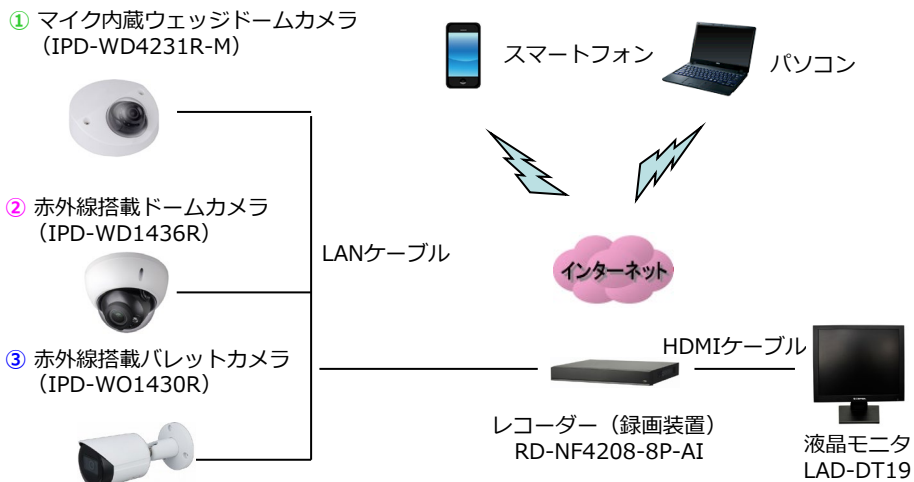 ① マイク内蔵ウェッジドームカメラ
（IPD-WD4231R-M）
スマートフォン
パソコン
② 赤外線搭載ドームカメラ
（IPD-WD1436R）
LANケーブル
インターネット
③ 赤外線搭載バレットカメラ
（IPD-WO1430R）
HDMIケーブル
レコーダー（録画装置）
RD-NF4208-8P-AI
液晶モニタ
LAD-DT19